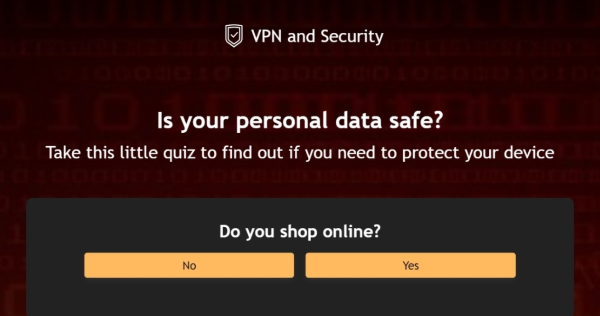 VPN and Security
Is your personal data safe?
Take this little quiz to find out if you need to protect your device
Do you shop online?
No
Yes